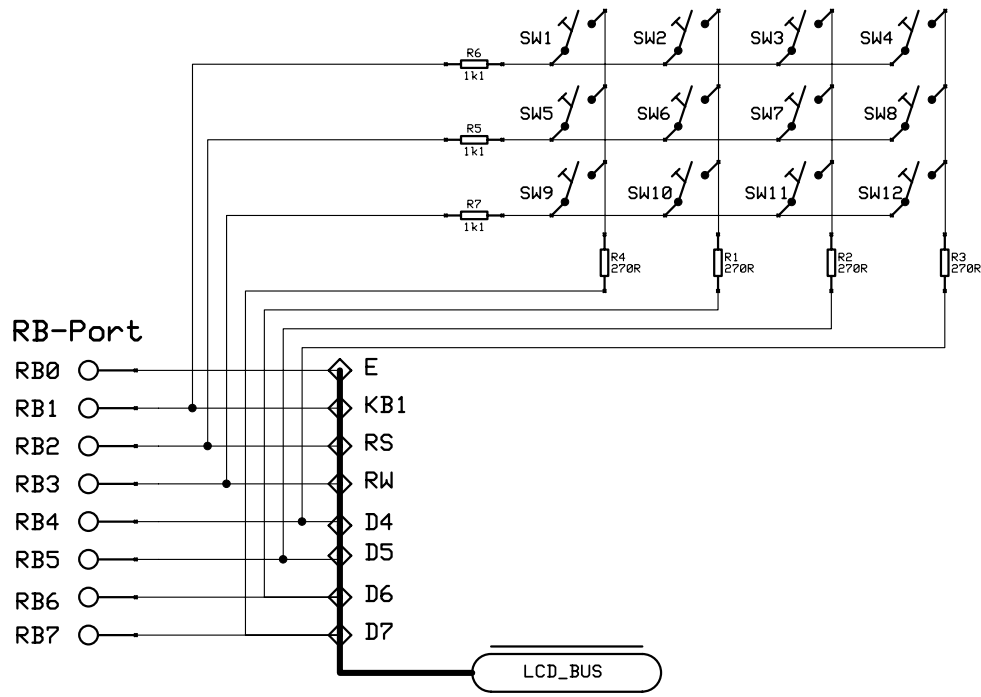 SW1 SW2 SW3 SW4
R6
1k1
SW5 SW6 SW7 SW8
R5
1k1
SW9 SW10 SW11 SW12
R7
1k1
R4 R1 R2 R3
270R 270R 270R 270R
RB-Port
RB0 E
RB1 KB1
RB2 RS
RB3 RW
RB4 D4
RB5 D5
RB6 D6
RB7 D7
LCD_BUS